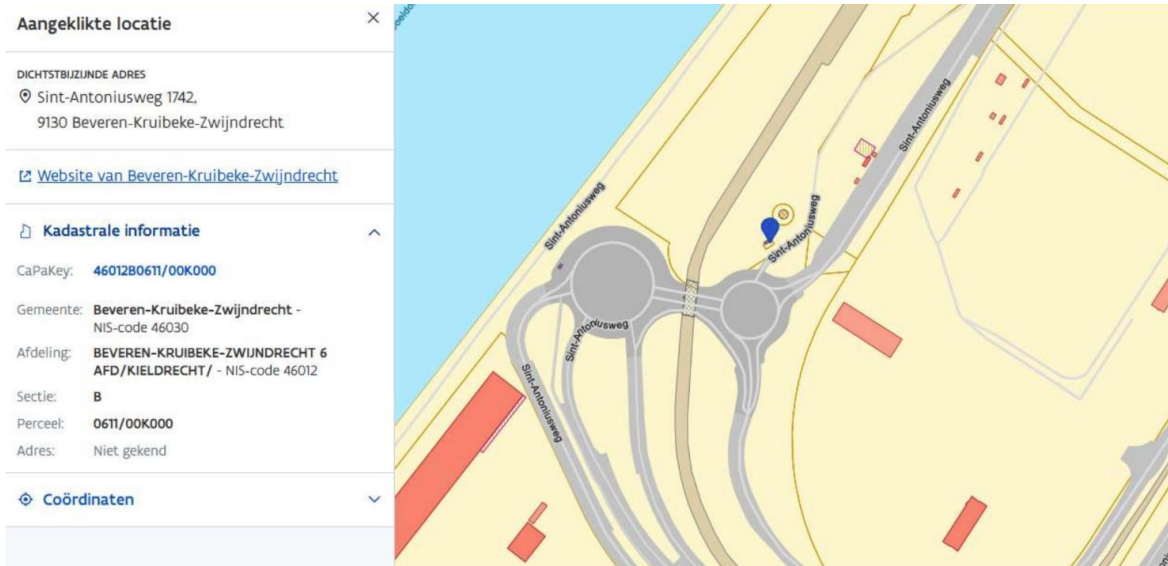 Aangeklikte locatie
DICHTSTBIJZIJNDE ADRES
Sint-Antoniusweg 1742,
9130 Beveren-Kruibeke-Zwijndrecht
Website van Beveren-Kruibeke-Zwijndrecht
Kadastrale informatie
CaPaKey: 46012B0611/00K000
Gemeente: Beveren-Kruibeke-Zwijndrecht -
NIS-code 46030
Afdeling: BEVEREN-KRUIBEKE-ZWIJNDRECHT 6
AFD/KIELDRECHT/ - NIS-code 46012
Sectie: B
Perceel: 0611/00K000
Adres: Niet gekend
Coördinaten
Sint-Antoniusweg
Sint-Antoniusweg
Sint-Antoniusweg
Sint-Antoniusweg
Sint-Antoniusweg